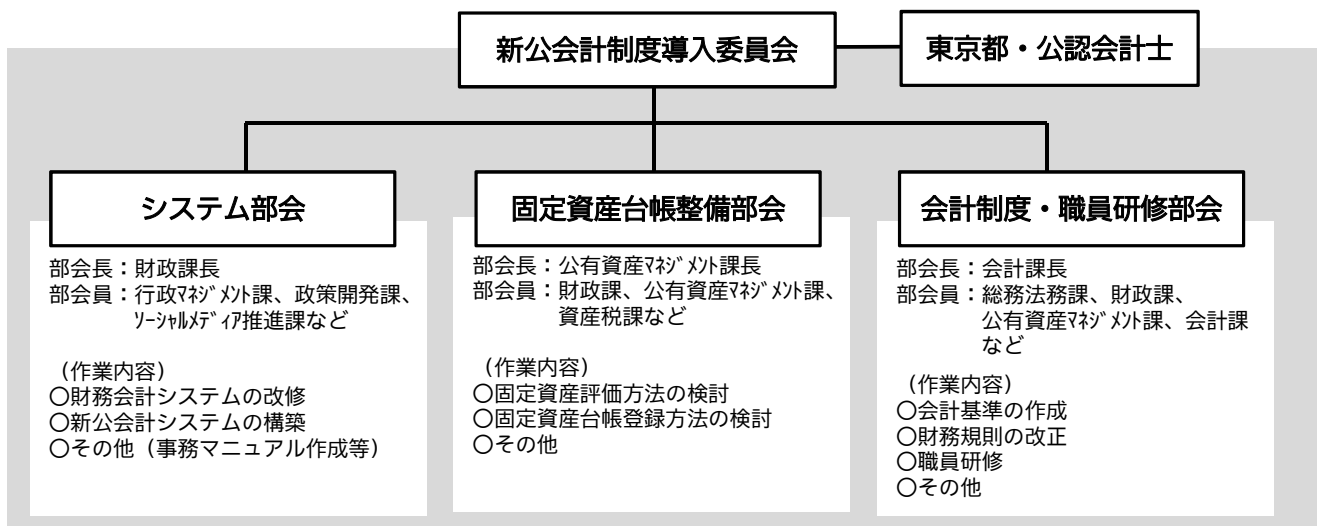 新公会計制度導入委員会
東京都・公認会計士
システム部会
部会長：財政課長
部会員：行政ﾏﾈｼﾞﾒﾝﾄ課、政策開発課、
ｿｰｼｬﾙﾒﾃﾞｨｱ推進課など
（作業内容）
〇財務会計システムの改修
〇新公会計システムの構築
〇その他（事務マニュアル作成等）
固定資産台帳整備部会
部会長：公有資産ﾏﾈｼﾞﾒﾝﾄ課長
部会員：財政課、公有資産ﾏﾈｼﾞﾒﾝﾄ課、
資産税課など
（作業内容）
〇固定資産評価方法の検討
〇固定資産台帳登録方法の検討
〇その他
会計制度・職員研修部会
部会長：会計課長
部会員：総務法務課、財政課、
公有資産ﾏﾈｼﾞﾒﾝﾄ課、会計課
など
（作業内容）
〇会計基準の作成
〇財務規則の改正
〇職員研修
〇その他